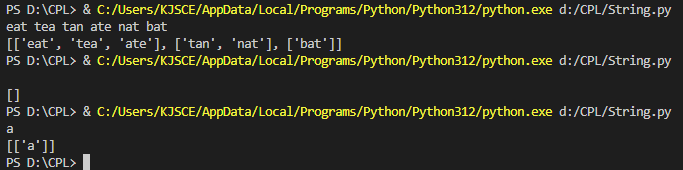 PS D:\CPL> & C:/Users/KJSCE/AppData/Local/Programs/Python/Python312/python.exe d:/CPL/String.py
eat tea tan ate nat bat
[['eat', 'tea', 'ate'], ['tan', 'nat'], ['bat']]
PS D:\CPL> & C:/Users/KJSCE/AppData/Local/Programs/Python/Python312/python.exe d:/CPL/String.py

[]
PS D:\CPL> & C:/Users/KJSCE/AppData/Local/Programs/Python/Python312/python.exe d:/CPL/String.py
a
[['a']]
PS D:\CPL>